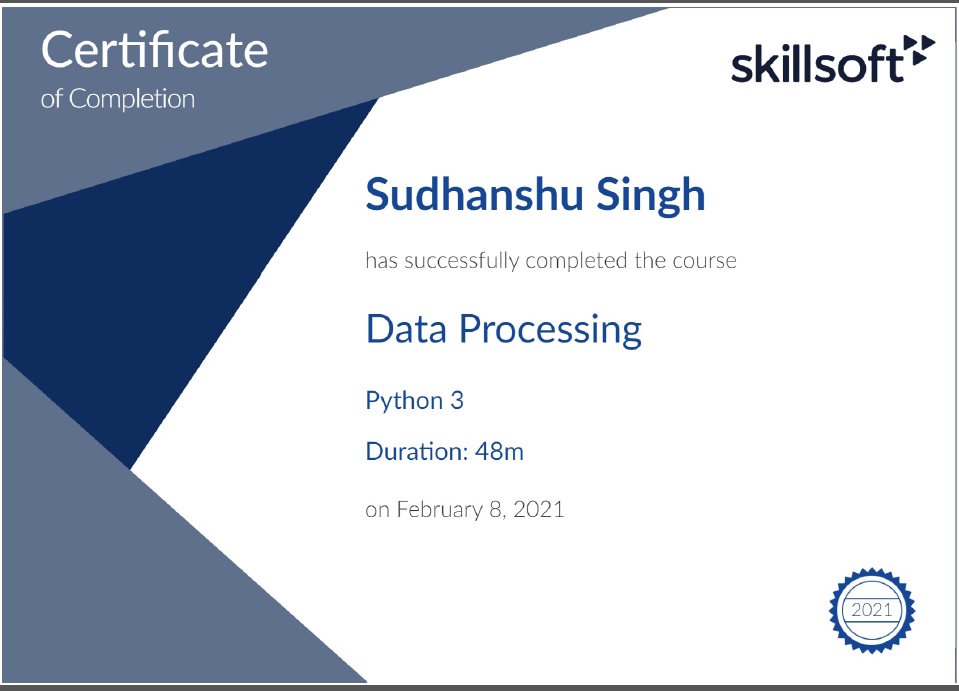 Certificate
of Completion
skillsoft
Sudhanshu Singh
has successfully completed the course
Data Processing
Python 3
Duration: 48m
on February 8, 2021
2021